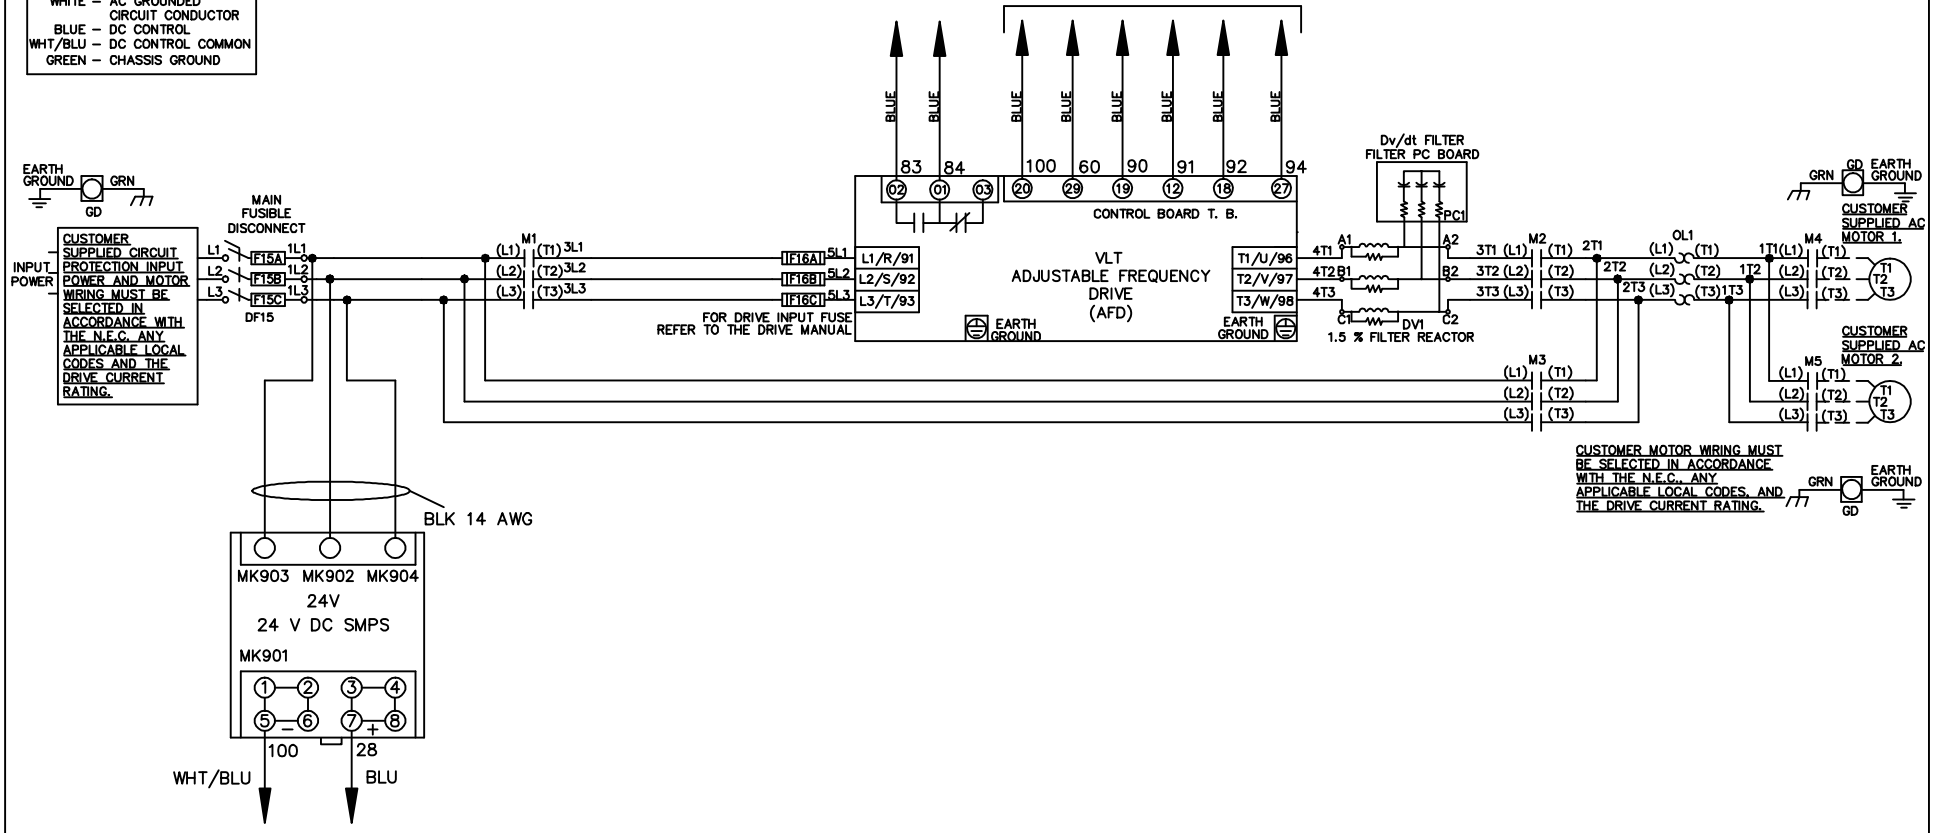 WHITE – AC GROUNDED
CIRCUIT CONDUCTOR
BLUE – DC CONTROL
WHT/BLU – DC CONTROL COMMON
GREEN – CHASSIS GROUND
BLUE
BLUE
BLUE
BLUE
BLUE
BLUE
BLUE
BLUE
83
84
100
60
90
91
92
94
02
01
03
20
29
19
12
18
27
CONTROL BOARD T. B.
VLT
ADJUSTABLE FREQUENCY
DRIVE
(AFD)
L1/R/91
L2/S/92
L3/T/93
T1/U/96
T2/V/97
T3/W/98
EARTH
GROUND
EARTH
GROUND
EARTH
GROUND
GRN
GD
MAIN
FUSIBLE
DISCONNECT
INPUT
POWER
CUSTOMER
SUPPLIED CIRCUIT
PROTECTION INPUT
POWER AND MOTOR
WIRING MUST BE
SELECTED IN
ACCORDANCE WITH
THE N.E.C. ANY
APPLICABLE LOCAL
CODES AND THE
DRIVE CURRENT
RATING.
L1
F15A
1L1
L2
F15B
1L2
L3
F15C
1L3
DF15
M1
(L1) (T1) 3L1
(L2) (T2) 3L2
(L3) (T3) 3L3
F16A
5L1
F16B
5L2
F16C
5L3
FOR DRIVE INPUT FUSE
REFER TO THE DRIVE MANUAL
Dv/dt FILTER
FILTER PC BOARD
PC1
4T1
A1
A2
4T2
B1
B2
4T3
C1
C2
DV1
1.5 % FILTER REACTOR
M2
3T1 (L1) (T1) 2T1
3T2 (L2) (T2) 2T2
3T3 (L3) (T3) 2T3
OL1
(L1) (T1) 1T1
(L2) (T2) 1T2
(L3) (T3) 1T3
M4
(L1) (T1)
(L2) (T2)
(L3) (T3)
T1
T2
T3
GRN
GD
EARTH
GROUND
CUSTOMER
SUPPLIED AC
MOTOR 1.
M3
(L1) (T1)
(L2) (T2)
(L3) (T3)
M5
(L1) (T1)
(L2) (T2)
(L3) (T3)
T1
T2
T3
CUSTOMER
SUPPLIED AC
MOTOR 2.
CUSTOMER MOTOR WIRING MUST
BE SELECTED IN ACCORDANCE
WITH THE N.E.C., ANY
APPLICABLE LOCAL CODES, AND
THE DRIVE CURRENT RATING.
GRN
GD
EARTH
GROUND
BLK 14 AWG
MK903 MK902 MK904
24V
24 V DC SMPS
MK901
1 2 3 4
5 – 6 7 + 8
100
28
WHT/BLU
BLU